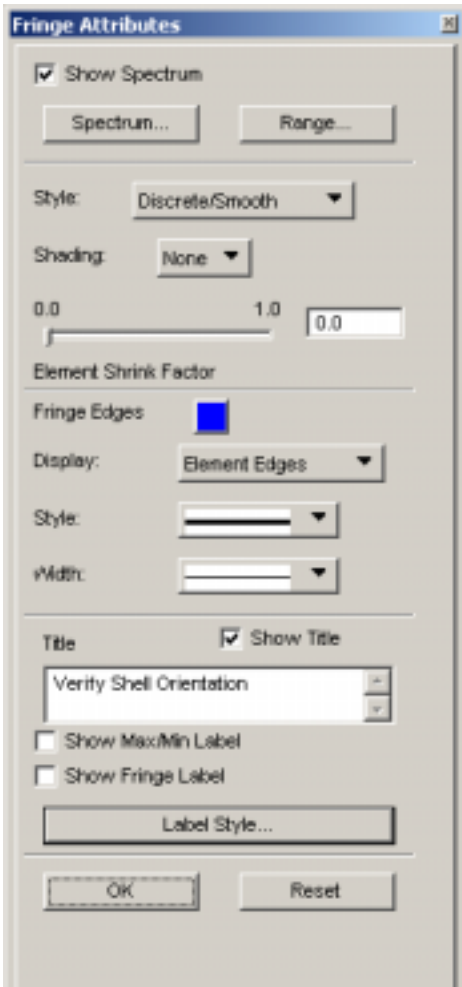 Fringe Attributes
Show Spectrum
Spectrum... Range...
Style: Discrete/Smooth
Shading: None
0.0 1.0 0.0
Element Shrink Factor
Fringe Edges
Display: Element Edges
Style:
Width:
Title Show Title
Verify Shell Orientation
Show Max/Min Label
Show Fringe Label
Label Style...
OK Reset